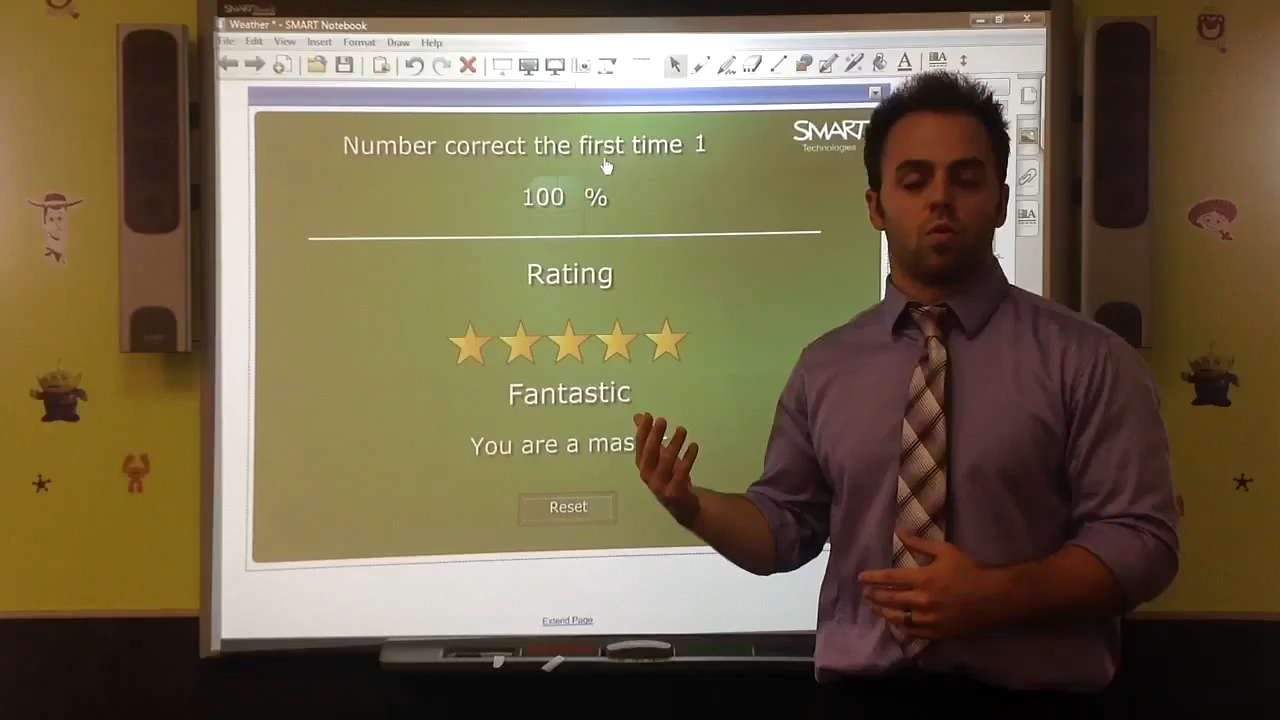 SMART
Weather * - SMART Notebook
File Edit View Insert Format Draw Help
Number correct the first time 1
SMART
Technologies
100 %
Rating
Fantastic
You are a mas
Reset
Extend Page